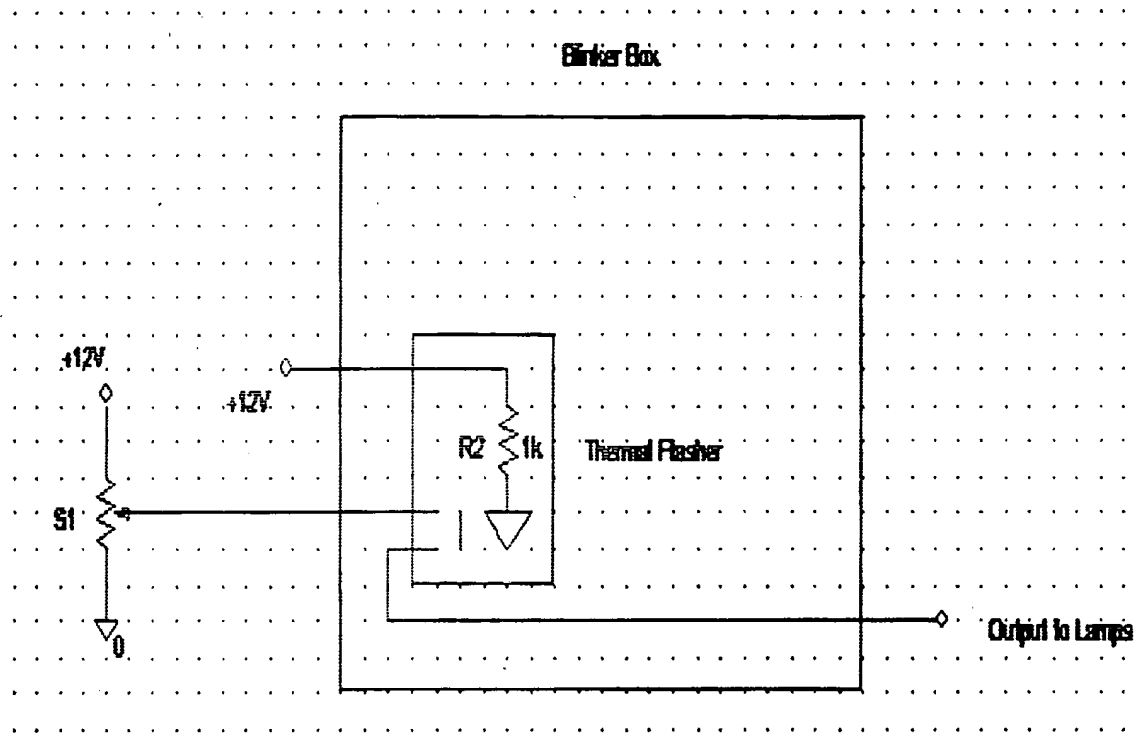 Blinker Box
+12V
+12V
R2 1k Thermal Flasher
S1
0
Output to Lamps